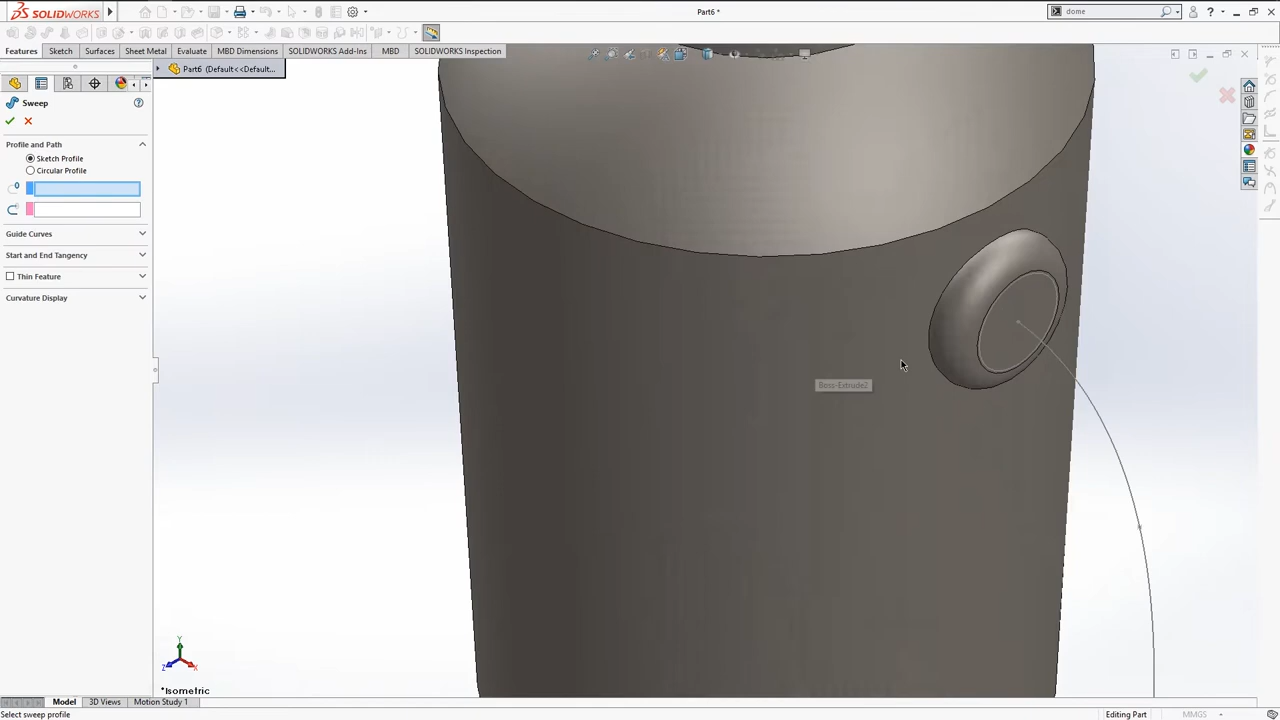 SOLIDWORKS
Part6 *
dome
Features
Sketch
Surfaces
Sheet Metal
Evaluate
MBD Dimensions
SOLIDWORKS Add-Ins
MBD
SOLIDWORKS Inspection
Part6 (Default<<Default...
Sweep
Profile and Path
Sketch Profile
Circular Profile
Guide Curves
Start and End Tangency
Thin Feature
Curvature Display
Boss-Extrude2
Y
Z
X
*Isometric
Model
3D Views
Motion Study 1
Select sweep profile
Editing Part
MMGS